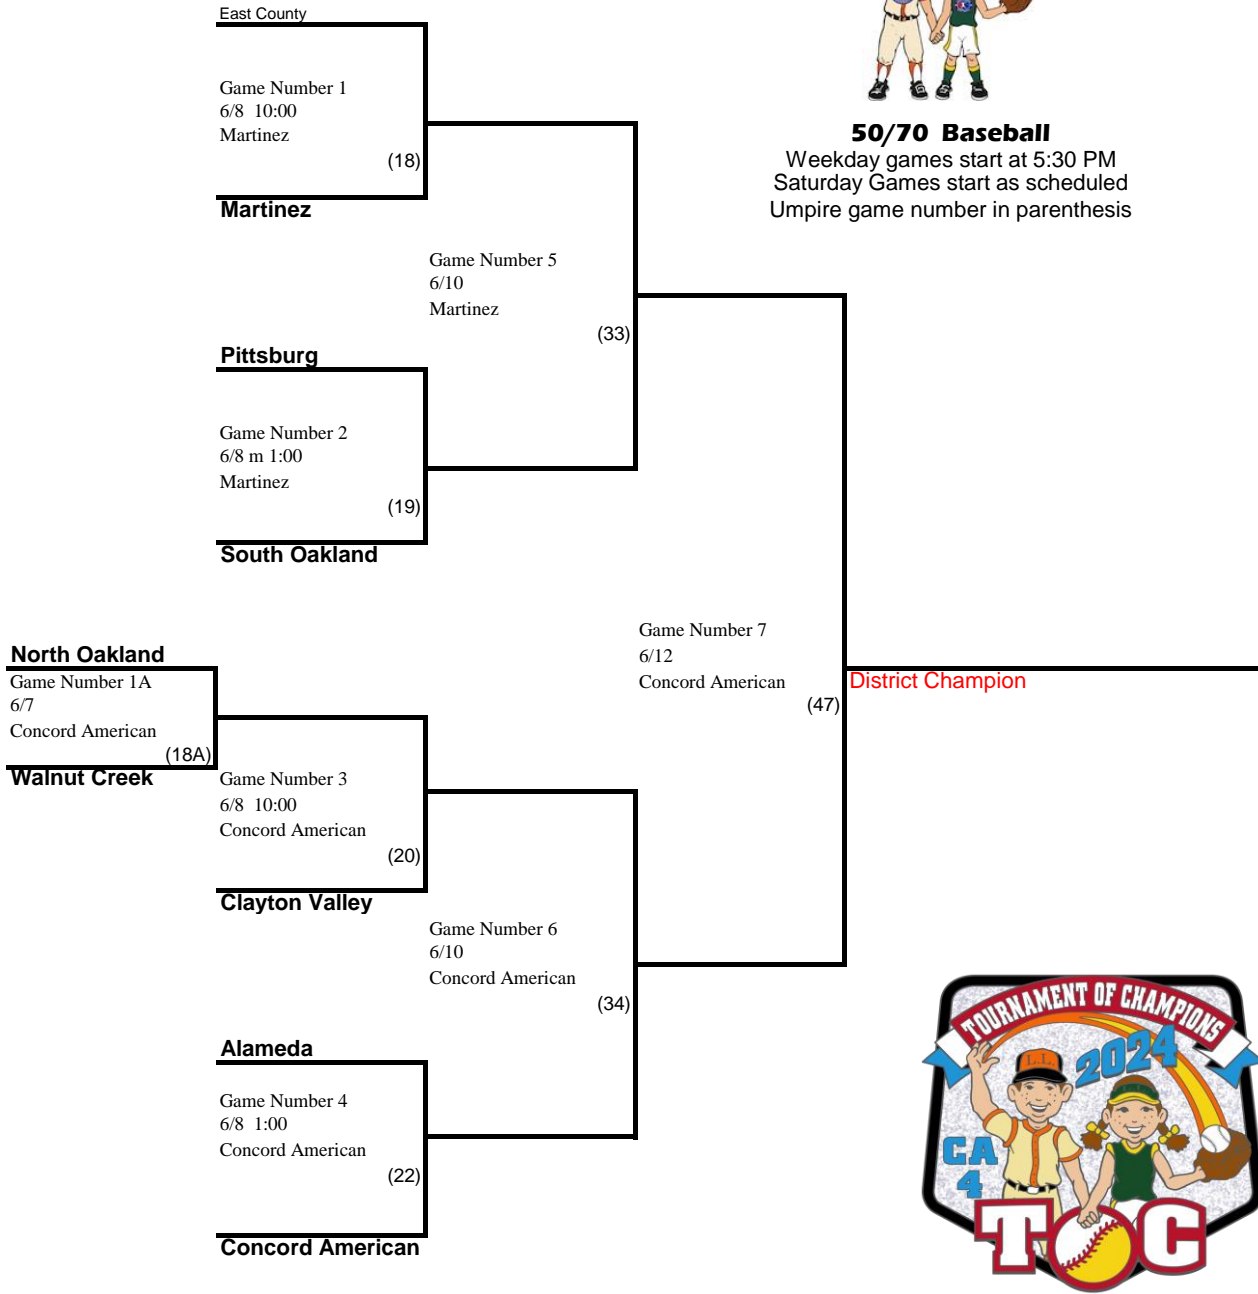 East County
Game Number 1
6/8 10:00
Martinez
(18)
Martinez
50/70 Baseball
Weekday games start at 5:30 PM
Saturday Games start as scheduled
Umpire game number in parenthesis
Game Number 5
6/10
Martinez
(33)
Pittsburg
Game Number 2
6/8 m 1:00
Martinez
(19)
South Oakland
North Oakland
Game Number 1A
6/7
Concord American
(18A)
Walnut Creek
Game Number 7
6/12
Concord American
(47)
District Champion
Game Number 3
6/8 10:00
Concord American
(20)
Clayton Valley
Game Number 6
6/10
Concord American
(34)
Alameda
Game Number 4
6/8 1:00
Concord American
(22)
Concord American
TOURNAMENT OF CHAMPIONS
2024
L.L.
CA
4
TOC